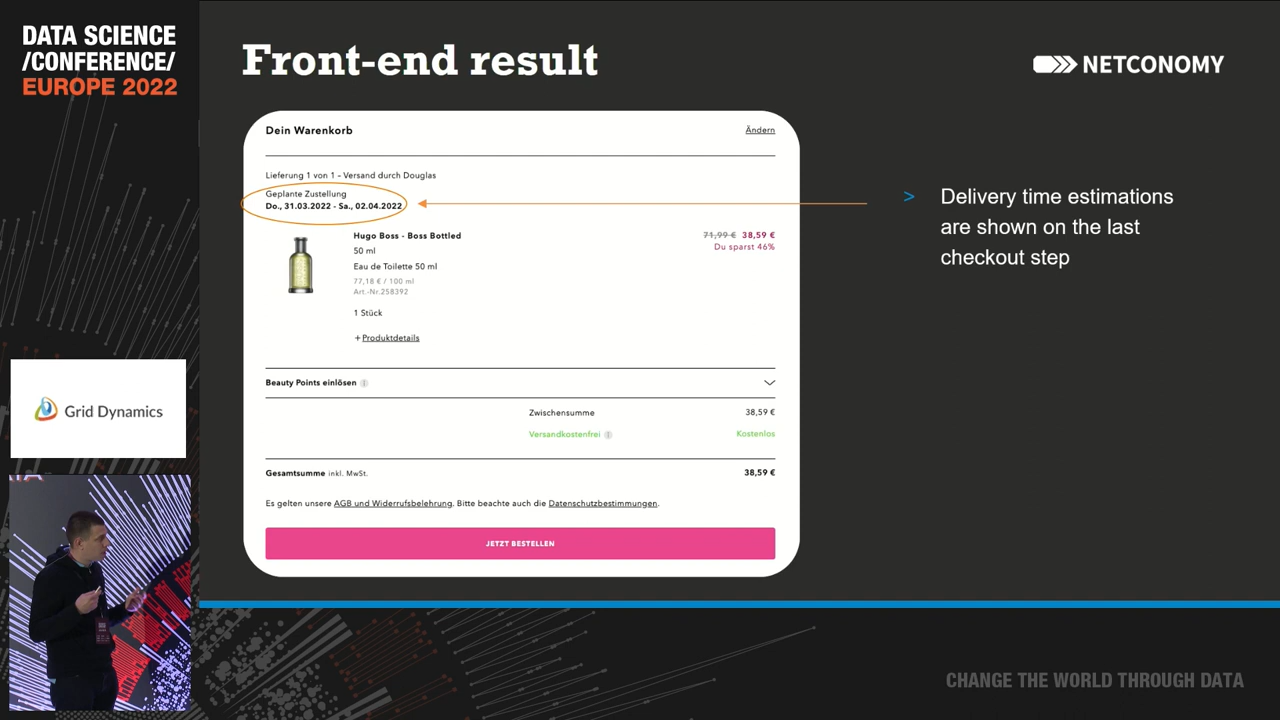 DATA SCIENCE
/CONFERENCE/
EUROPE 2022
Front-end result
NETCONOMY
Dein Warenkorb
Ändern
Lieferung 1 von 1 – Versand durch Douglas
Geplante Zustellung
Do., 31.03.2022 - Sa., 02.04.2022
Hugo Boss - Boss Bottled
71,99 € 38,59 €
50 ml
Du sparst 46%
Eau de Toilette 50 ml
77,18 € / 100 ml
Art.-Nr.258392
1 Stück
+ Produktdetails
Beauty Points einlösen
Zwischensumme 38,59 €
Versandkostenfrei Kostenlos
Gesamtsumme inkl. MwSt. 38,59 €
Es gelten unsere AGB und Widerrufsbelehrung. Bitte beachte auch die Datenschutzbestimmungen.
JETZT BESTELLEN
> Delivery time estimations
are shown on the last
checkout step
Grid Dynamics
CHANGE THE WORLD THROUGH DATA